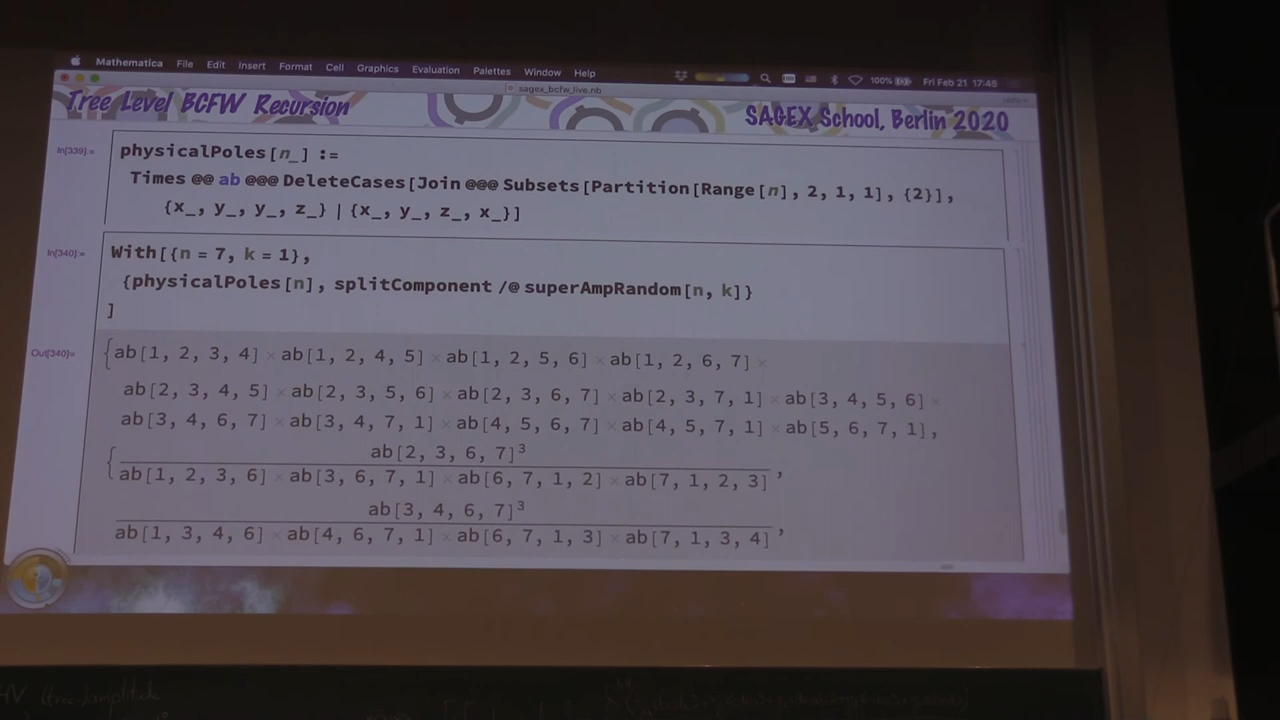 Mathematica File Edit Insert Format Cell Graphics Evaluation Palettes Window Help 100% Fri Feb 21 17:45
sagex_bcfw_live.nb
Tree Level BCFW Recursion
SAGEX School, Berlin 2020
In[339]:= physicalPoles[n_] :=
Times @@ ab @@@ DeleteCases[Join @@@ Subsets[Partition[Range[n], 2, 1, 1], {2}],
{x_, y_, y_, z_} | {x_, y_, z_, x_}]
In[340]:= With[{n = 7, k = 1},
{physicalPoles[n], splitComponent /@ superAmpRandom[n, k]}
]
Out[340]= {ab[1, 2, 3, 4] × ab[1, 2, 4, 5] × ab[1, 2, 5, 6] × ab[1, 2, 6, 7] ×
ab[2, 3, 4, 5] × ab[2, 3, 5, 6] × ab[2, 3, 6, 7] × ab[2, 3, 7, 1] × ab[3, 4, 5, 6] ×
ab[3, 4, 6, 7] × ab[3, 4, 7, 1] × ab[4, 5, 6, 7] × ab[4, 5, 7, 1] × ab[5, 6, 7, 1],
{ab[2, 3, 6, 7]³
ab[1, 2, 3, 6] × ab[3, 6, 7, 1] × ab[6, 7, 1, 2] × ab[7, 1, 2, 3],
ab[3, 4, 6, 7]³
ab[1, 3, 4, 6] × ab[4, 6, 7, 1] × ab[6, 7, 1, 3] × ab[7, 1, 3, 4],